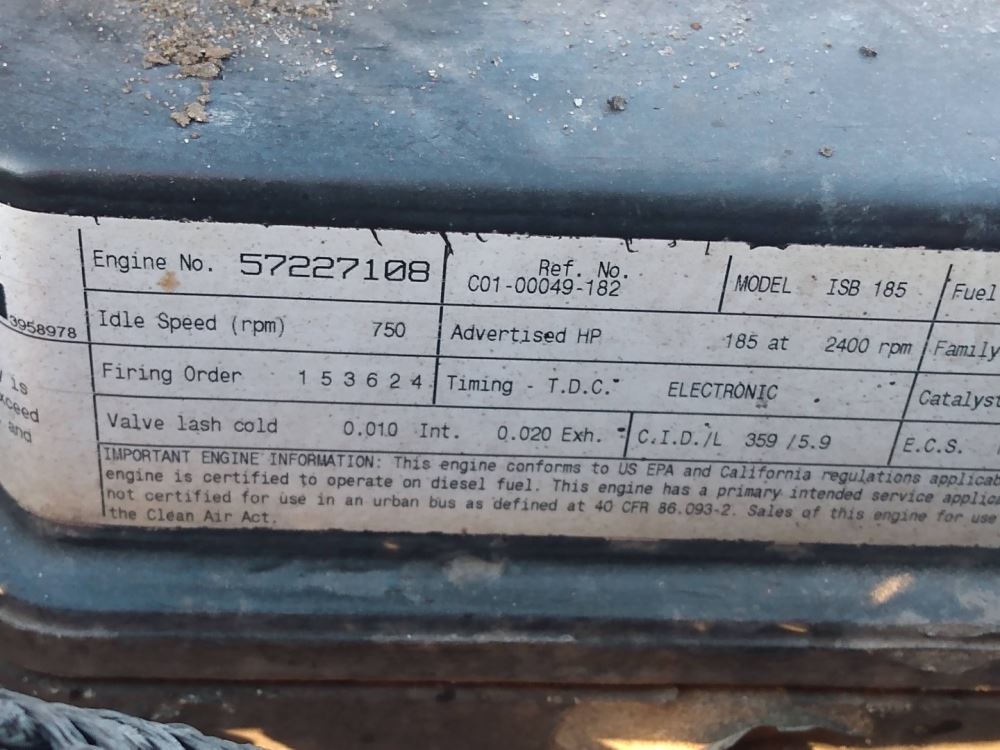 Engine No. 57227108
Ref. No.
C01-00049-182
MODEL ISB 185
Fuel
3958978
Idle Speed (rpm) 750
Advertised HP 185 at 2400 rpm
Family
Firing Order 1 5 3 6 2 4
Timing - T.D.C. ELECTRONIC
Catalyst
is
and
Valve lash cold 0.010 Int. 0.020 Exh.
C.I.D./L 359 /5.9
E.C.S.
IMPORTANT ENGINE INFORMATION: This engine conforms to US EPA and California regulations
engine is certified to operate on diesel fuel. This engine has a primary intended service
not certified for use in an urban bus as defined at 40 CFR 86.093-2. Sales of this engine for use
the Clean Air Act.